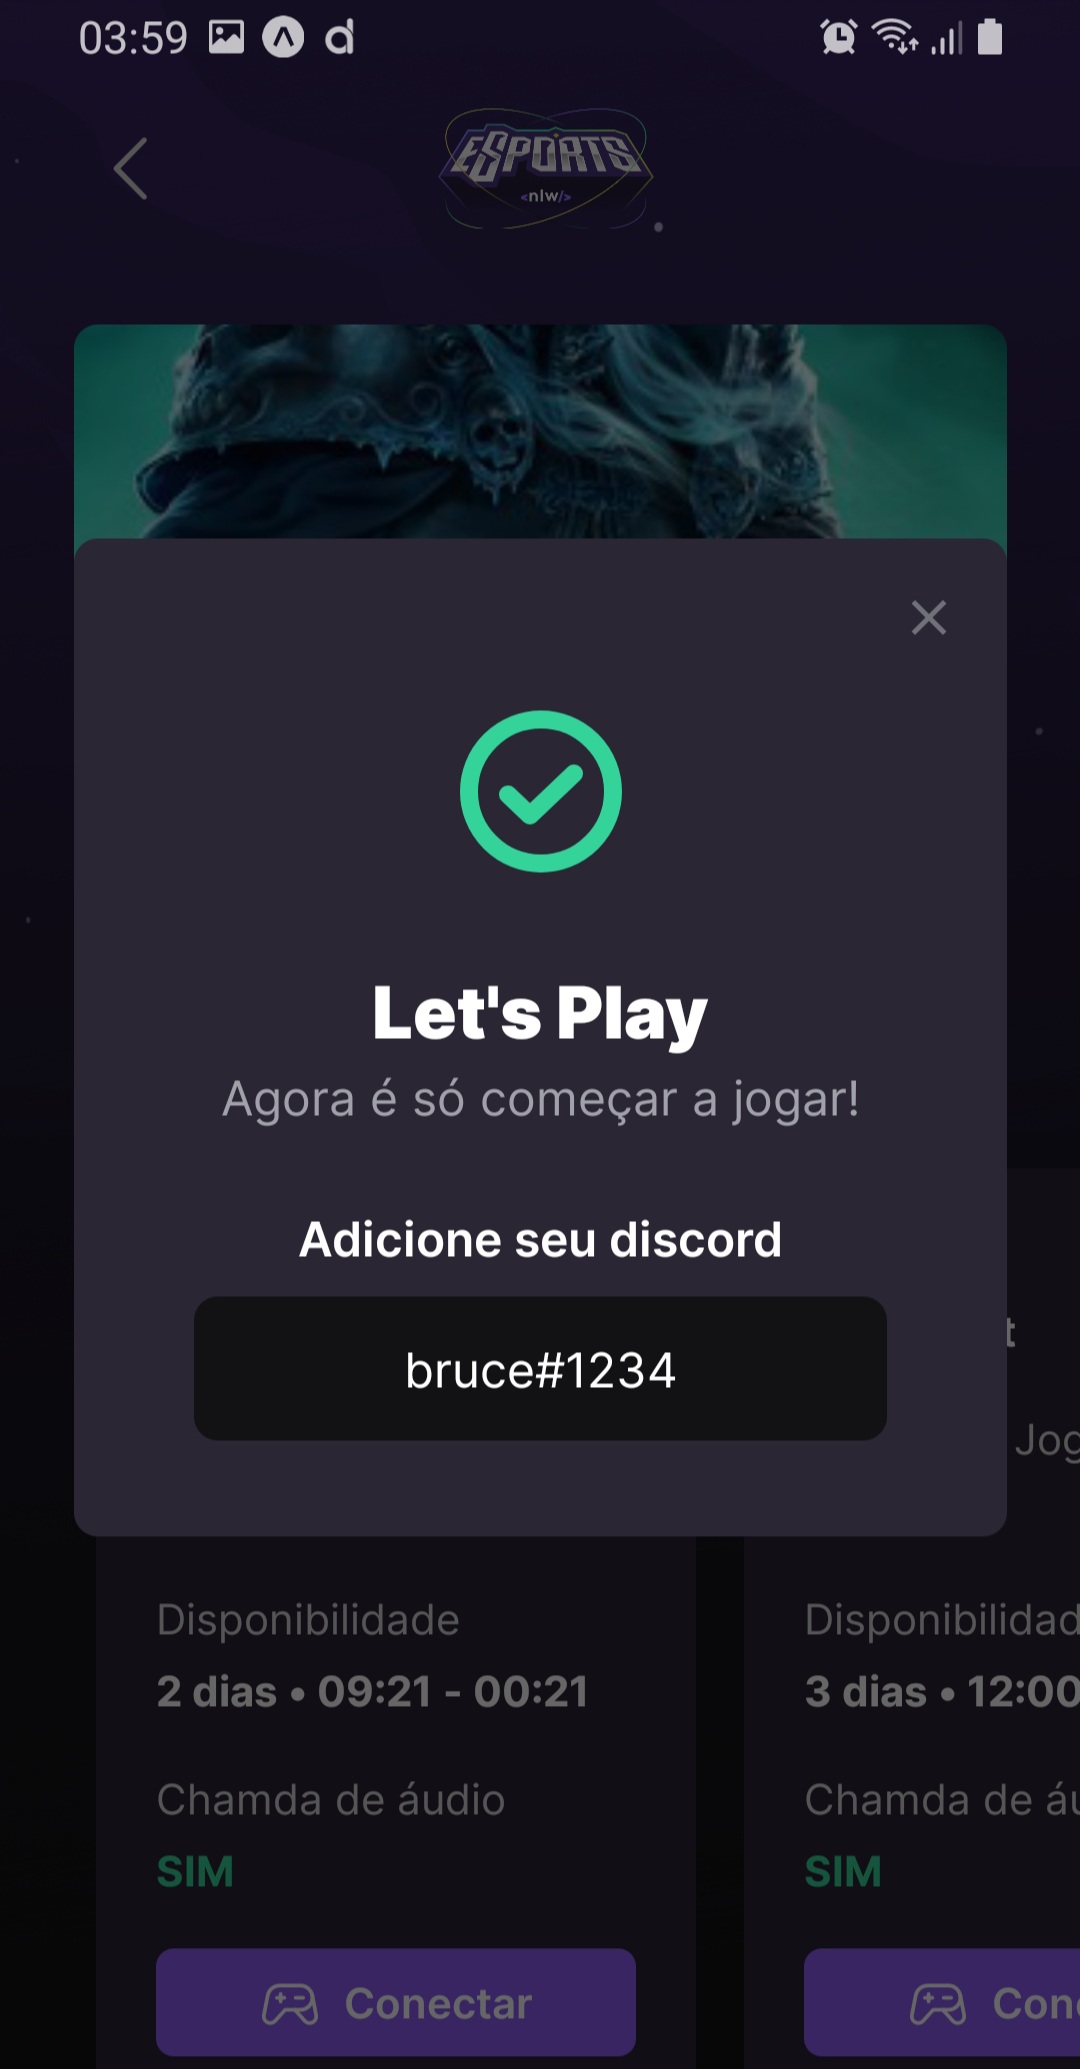 03:59
ESPORTS
<nlw/>
Let's Play
Agora é só começar a jogar!
Adicione seu discord
bruce#1234
t
Jog
Disponibilidade
Disponibilidad
2 dias • 09:21 - 00:21
3 dias • 12:00
Chamda de áudio
Chamda de áu
SIM
SIM
Conectar
Con